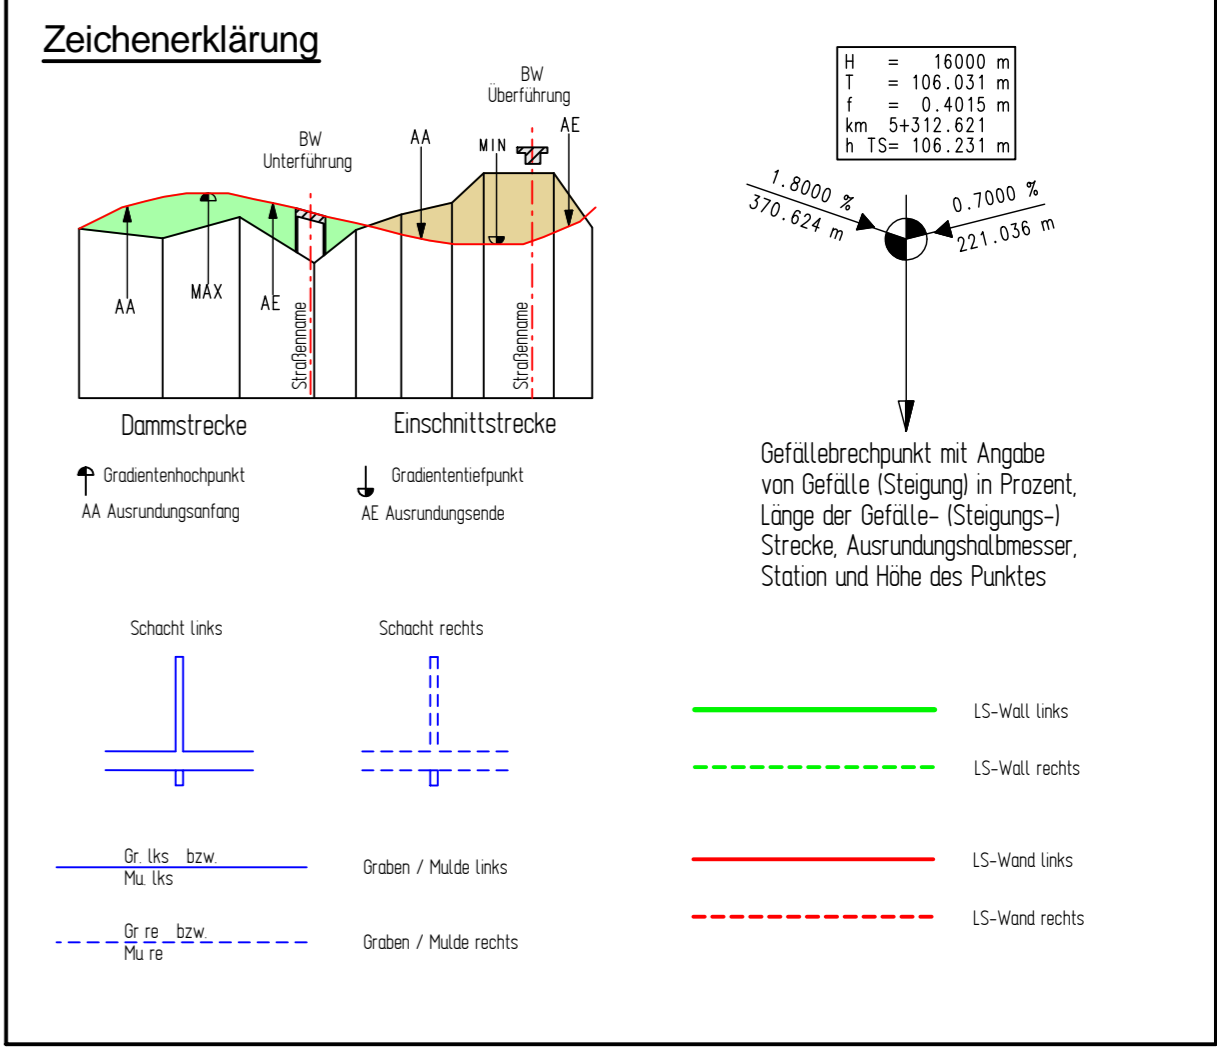 Zeichenerklärung
BW
Unterführung
BW
Überführung
AA
MIN
AE
AA
MAX
AE
Straßenname
Straßenname
Dammstrecke
Einschnittstrecke
Gradientenhochpunkt
Gradiententiefpunkt
AA Ausrundungsanfang
AE Ausrundungsende
H = 16000 m
T = 106.031 m
f = 0.4015 m
km 5+312.621
h TS= 106.231 m
1.8000 %
370.624 m
0.7000 %
221.036 m
Gefällebrechpunkt mit Angabe
von Gefälle (Steigung) in Prozent,
Länge der Gefälle- (Steigungs-)
Strecke, Ausrundungshalbmesser,
Station und Höhe des Punktes
Schacht links
Schacht rechts
LS-Wall links
LS-Wall rechts
Gr. lks bzw.
Mu. lks
Graben / Mulde links
LS-Wand links
Gr re bzw.
Mu re
Graben / Mulde rechts
LS-Wand rechts